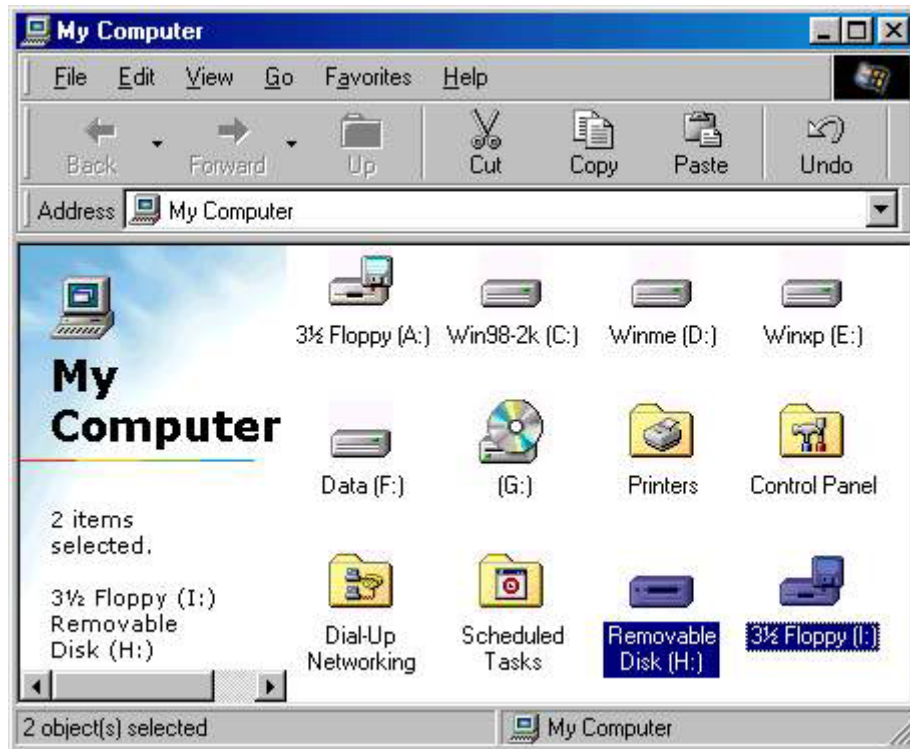 My Computer
File Edit View Go Favorites Help
Back Forward Up Cut Copy Paste Undo
Address My Computer
My
Computer
2 items
selected.
3½ Floppy (I:)
Removable
Disk (H:)
3½ Floppy (A:) Win98-2k (C:) Winme (D:) Winxp (E:)
Data (F:) (G:) Printers Control Panel
Dial-Up Scheduled Removable 3½ Floppy (I:)
Networking Tasks Disk (H:)
2 object(s) selected My Computer